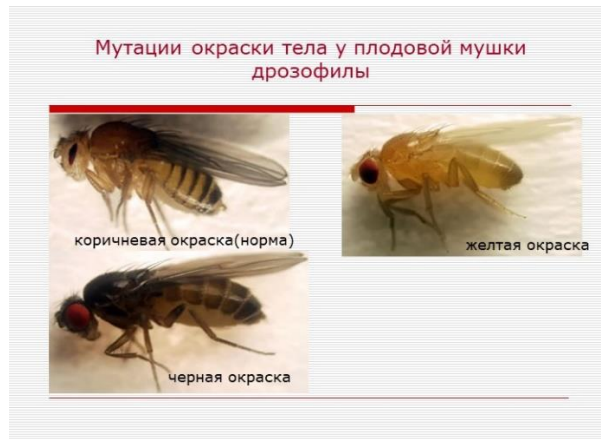 Мутации окраски тела у плодовой мушки
дрозофилы
коричневая окраска(норма)
желтая окраска
черная окраска